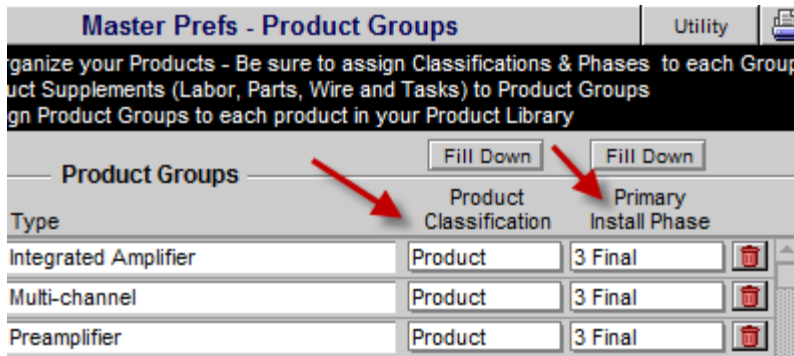 Master Prefs - Product Groups Utility
rganize your Products - Be sure to assign Classifications & Phases to each Group
uct Supplements (Labor, Parts, Wire and Tasks) to Product Groups
gn Product Groups to each product in your Product Library
Fill Down Fill Down
Product Groups
Product Primary
Type Classification Install Phase
Integrated Amplifier Product 3 Final
Multi-channel Product 3 Final
Preamplifier Product 3 Final